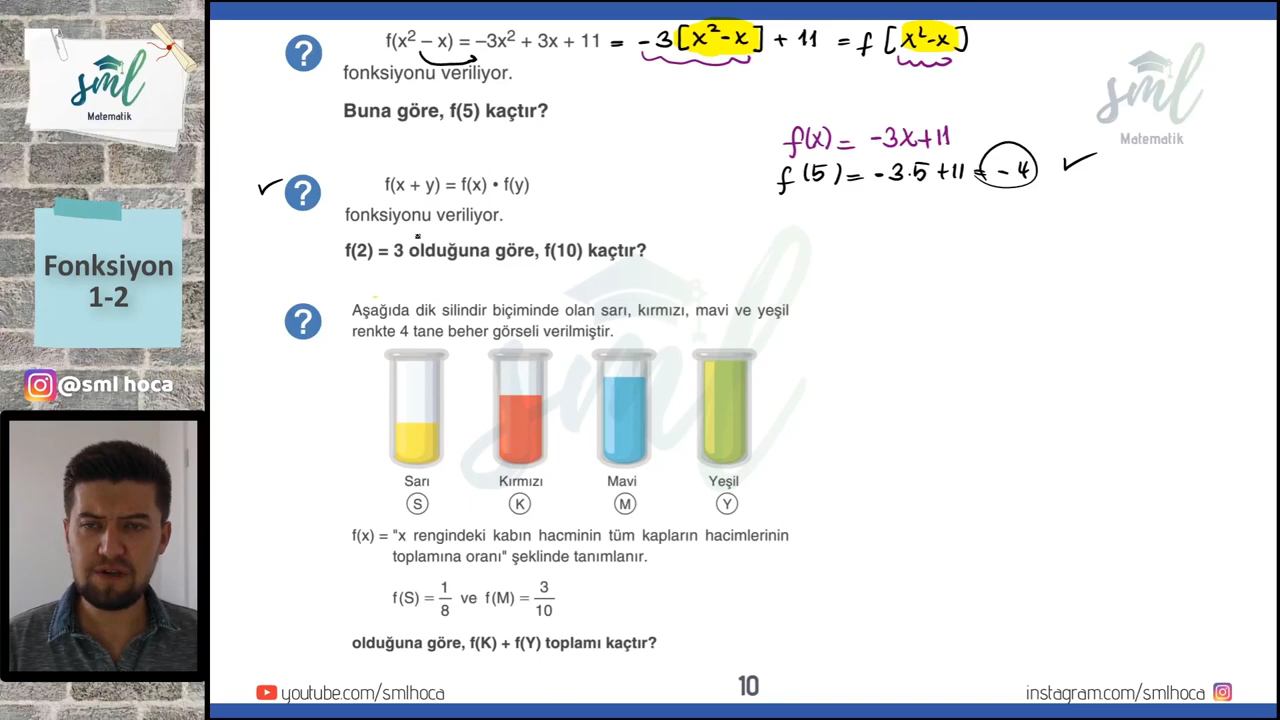 sml
Matematik
Fonksiyon
1-2
@sml hoca
f(x² – x) = –3x² + 3x + 11 = -3[x²-x] + 11 = f[x²-x]
fonksiyonu veriliyor.
Buna göre, f(5) kaçtır?
sml
Matematik
f(x) = -3x+11
f(5) = -3.5 +11 = -4
f(x + y) = f(x) • f(y)
fonksiyonu veriliyor.
f(2) = 3 olduğuna göre, f(10) kaçtır?
Aşağıda dik silindir biçiminde olan sarı, kırmızı, mavi ve yeşil
renkte 4 tane beher görseli verilmiştir.
sml
Sarı Kırmızı Mavi Yeşil
S K M Y
f(x) = "x rengindeki kabın hacminin tüm kapların hacimlerinin
toplamına oranı" şeklinde tanımlanır.
f(S) = 1/8 ve f(M) = 3/10
olduğuna göre, f(K) + f(Y) toplamı kaçtır?
youtube.com/smlhoca
10
instagram.com/smlhoca